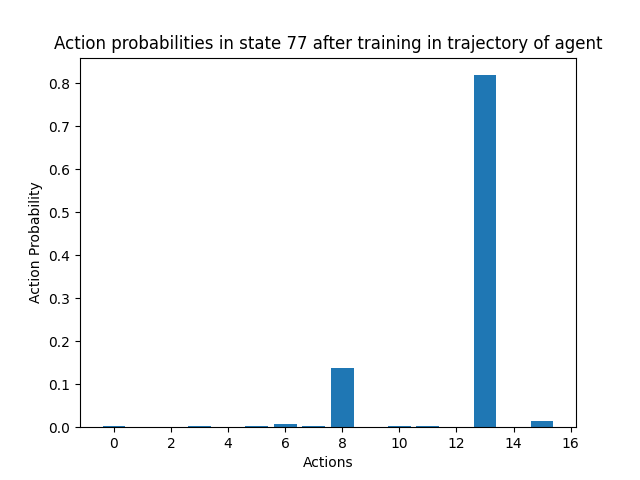 Action probabilities in state 77 after training in trajectory of agent
0.8
0.7
0.6
0.5
0.4
0.3
0.2
0.1
0.0
Action Probability
0 2 4 6 8 10 12 14 16
Actions